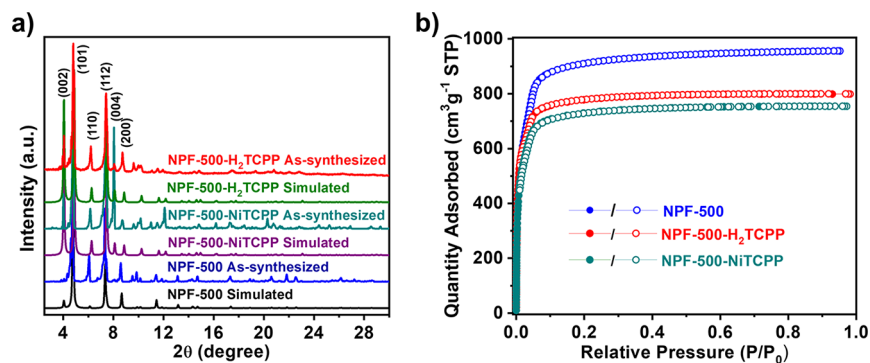 a)
(002)
(101)
(110)
(112)
(004)
(200)
NPF-500-H₂TCPP As-synthesized
NPF-500-H₂TCPP Simulated
NPF-500-NiTCPP As-synthesized
NPF-500-NiTCPP Simulated
NPF-500 As-synthesized
NPF-500 Simulated
Intensity (a.u.)
4 8 12 16 20 24 28
2θ (degree)
b)
1000
800
600
400
200
0
Quantity Adsorbed (cm³g⁻¹ STP)
/ NPF-500
/ NPF-500-H₂TCPP
/ NPF-500-NiTCPP
0.0 0.2 0.4 0.6 0.8 1.0
Relative Pressure (P/P₀)